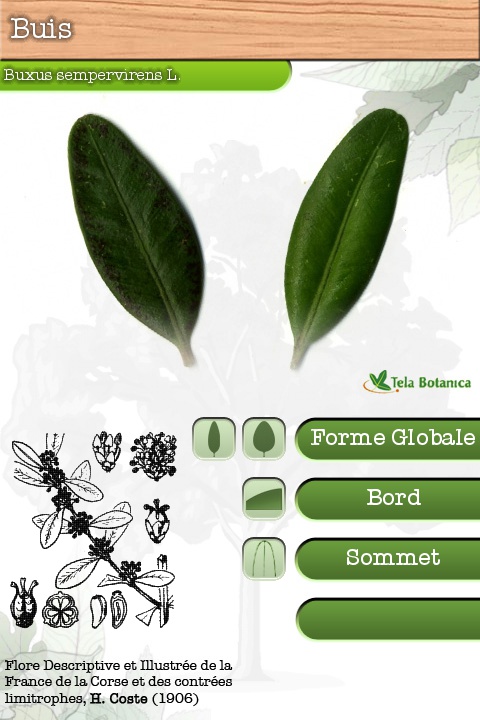 Buis
Buxus sempervirens L.
Tela Botanica
Forme Globale
Bord
Sommet
Flore Descriptive et Illustrée de la
France de la Corse et des contrées
limitrophes, H. Coste (1906)